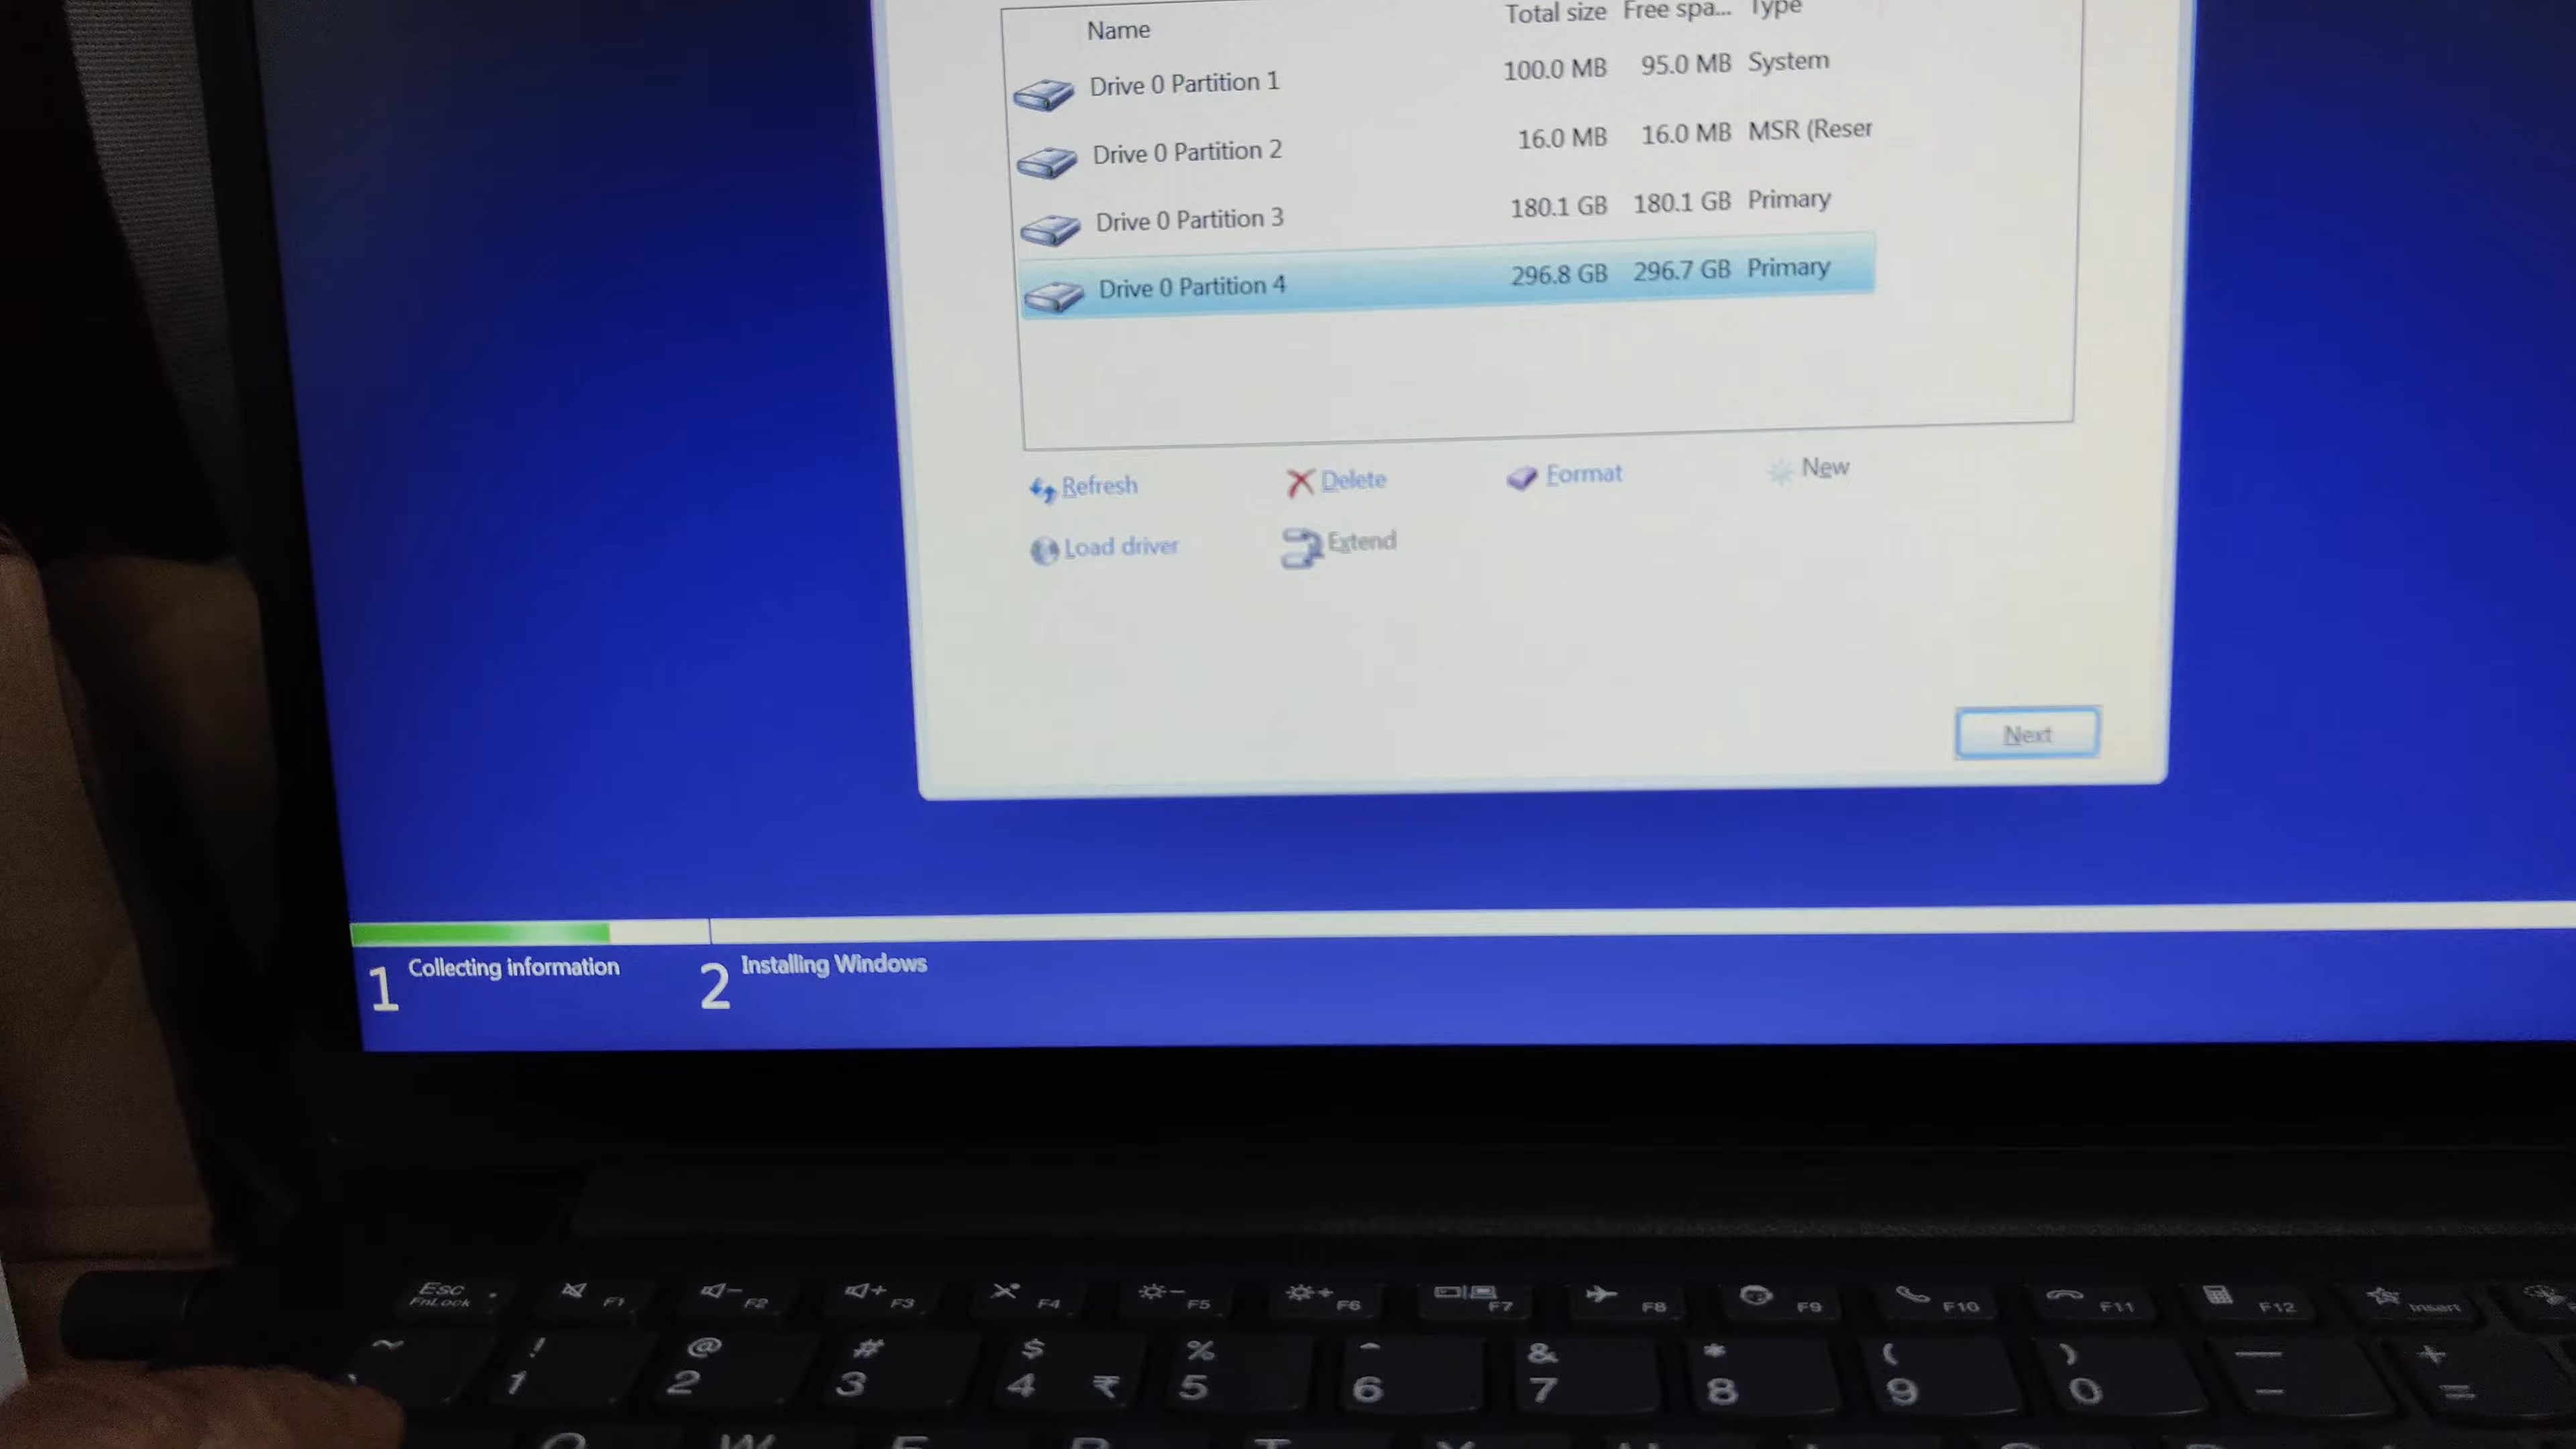 Name Total size Free spa... Type
Drive 0 Partition 1 100.0 MB 95.0 MB System
Drive 0 Partition 2 16.0 MB 16.0 MB MSR (Reser
Drive 0 Partition 3 180.1 GB 180.1 GB Primary
Drive 0 Partition 4 296.8 GB 296.7 GB Primary
Refresh Delete Format New
Load driver Extend
Next
1 Collecting information 2 Installing Windows
Esc F1 F2 F3 F4 F5 F6 F7 F8 F9 F10 F11 F12 Insert
FnLock
~ ! @ # $ % ^ & * ( ) — +
` 1 2 3 4 ₹ 5 6 7 8 9 0 - =